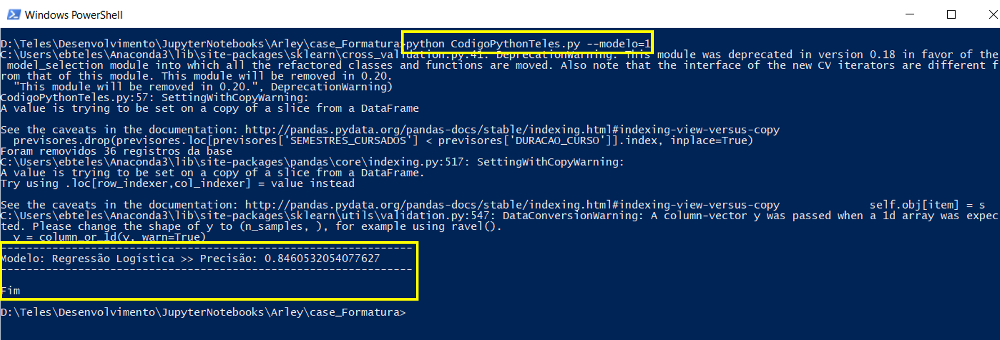 Windows PowerShell
D:\Teles\Desenvolvimento\JupyterNotebooks\Arley\case_Formatura>python CodigoPythonTeles.py --modelo=1
C:\Users\ebteles\Anaconda3\lib\site-packages\sklearn\cross_validation.py:41: DeprecationWarning: This module was deprecated in version 0.18 in favor of the
 model_selection module into which all the refactored classes and functions are moved. Also note that the interface of the new CV iterators are different f
rom that of this module. This module will be removed in 0.20.
  "This module will be removed in 0.20.", DeprecationWarning)
CodigoPythonTeles.py:57: SettingWithCopyWarning:
A value is trying to be set on a copy of a slice from a DataFrame
See the caveats in the documentation: http://pandas.pydata.org/pandas-docs/stable/indexing.html#indexing-view-versus-copy
  previsores.drop(previsores.loc[previsores['SEMESTRES_CURSADOS'] < previsores['DURACAO_CURSO']].index, inplace=True)
Foram removidos 36 registros da base
C:\Users\ebteles\Anaconda3\lib\site-packages\pandas\core\indexing.py:517: SettingWithCopyWarning:
A value is trying to be set on a copy of a slice from a DataFrame.
Try using .loc[row_indexer,col_indexer] = value instead
See the caveats in the documentation: http://pandas.pydata.org/pandas-docs/stable/indexing.html#indexing-view-versus-copy              self.obj[item] = s
C:\Users\ebteles\Anaconda3\lib\site-packages\sklearn\utils\validation.py:547: DataConversionWarning: A column-vector y was passed when a 1d array was expec
ted. Please change the shape of y to (n_samples, ), for example using ravel().
  y = column_or_1d(y, warn=True)
----------------------------------------------------------------
Modelo: Regressão Logística >> Precisão: 0.8460532054077627
----------------------------------------------------------------
Fim
D:\Teles\Desenvolvimento\JupyterNotebooks\Arley\case_Formatura>